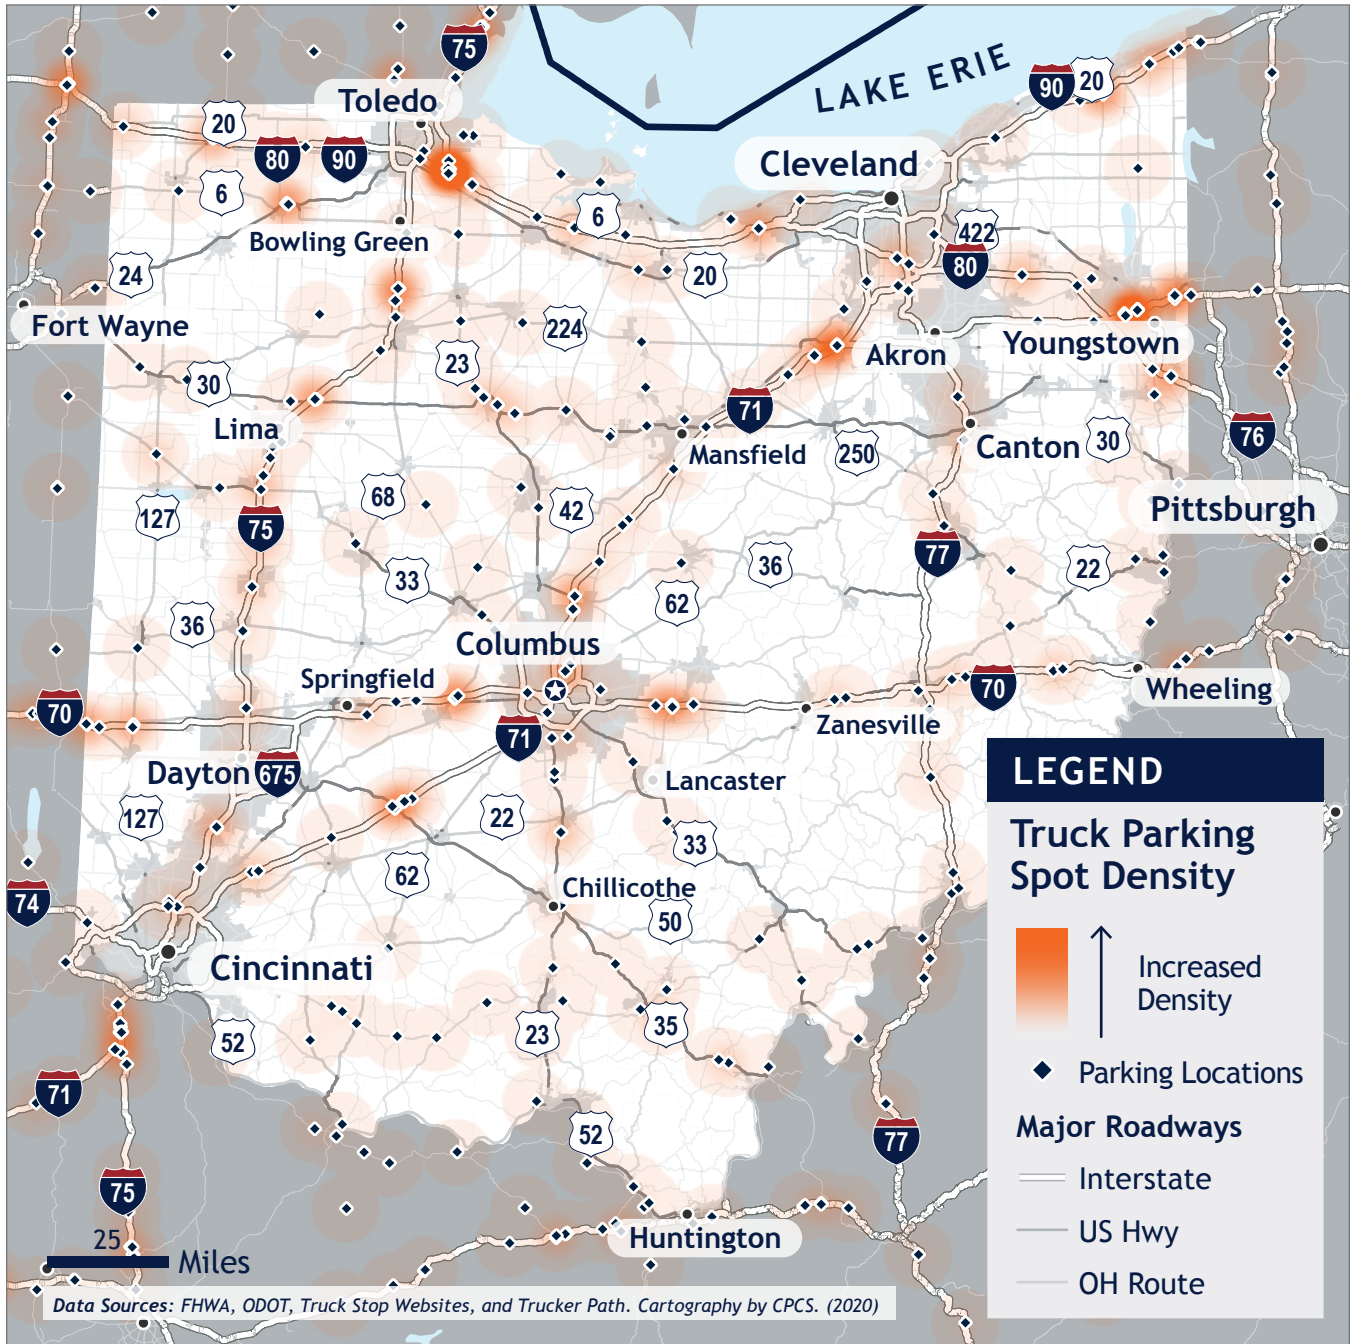 75
LAKE ERIE
90
20
Toledo
20
80
90
Cleveland
6
6
422
Bowling Green
80
24
20
Fort Wayne
224
Akron
Youngstown
23
30
71
76
Lima
Mansfield
250
Canton
30
68
42
127
75
Pittsburgh
77
36
22
33
62
36
Columbus
Springfield
70
70
Wheeling
71
Zanesville
Dayton
675
Lancaster
127
22
33
62
Chillicothe
74
50
Cincinnati
52
23
35
71
52
77
75
Huntington
25
Miles
Data Sources: FHWA, ODOT, Truck Stop Websites, and Trucker Path. Cartography by CPCS. (2020)
LEGEND
Truck Parking
Spot Density
Increased
Density
Parking Locations
Major Roadways
Interstate
US Hwy
OH Route